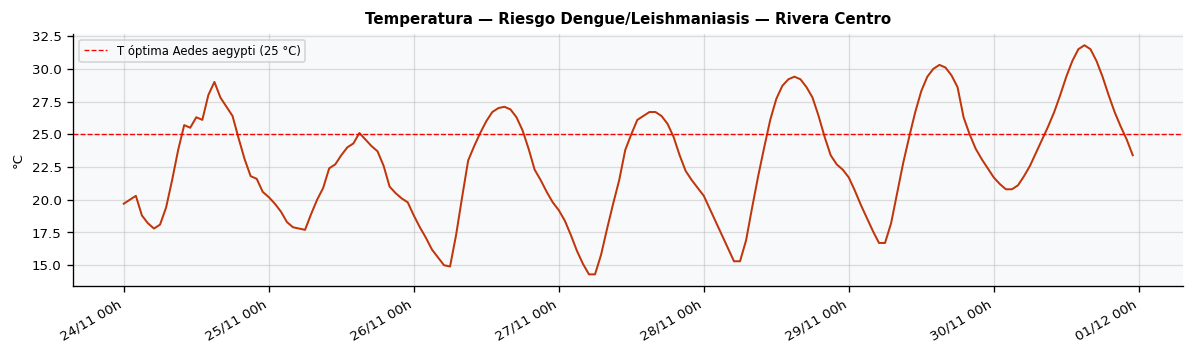 Temperatura — Riesgo Dengue/Leishmaniasis — Rivera Centro
T óptima Aedes aegypti (25 °C)
°C
32.5
30.0
27.5
25.0
22.5
20.0
17.5
15.0
24/11 00h
25/11 00h
26/11 00h
27/11 00h
28/11 00h
29/11 00h
30/11 00h
01/12 00h